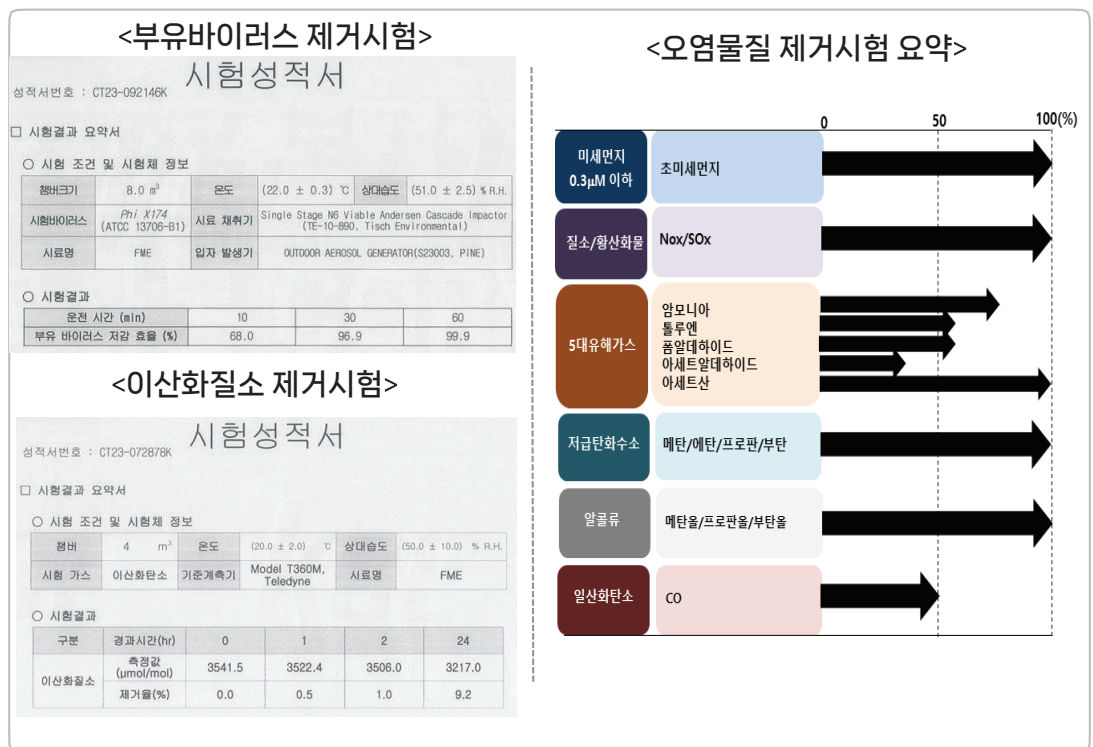 <부유바이러스 제거시험>
시험성적서
성적서번호 : CT23-092146K
□ 시험결과 요약서
○ 시험 조건 및 시험체 정보
챔버크기 8.0 m³ 온도 (22.0 ± 0.3) ℃ 상대습도 (51.0 ± 2.5) % R.H.
시험바이러스 Phi X174 (ATCC 13706-B1) 시료 채취기 Single Stage N6 Viable Andersen Cascade Impactor (TE-10-890, Tisch Environmental)
시료명 FME 입자 발생기 OUTDOOR AEROSOL GENERATOR(S23003, PINE)
○ 시험결과
운전 시간 (min) 10 30 60
부유 바이러스 저감 효율 (%) 68.0 96.9 99.9
<이산화질소 제거시험>
시험성적서
성적서번호 : CT23-072878K
□ 시험결과 요약서
○ 시험 조건 및 시험체 정보
챔버 4 m³ 온도 (20.0 ± 2.0) ℃ 상대습도 (50.0 ± 10.0) % R.H.
시험 가스 이산화탄소 기준계측기 Model T360M, Teledyne 시료명 FME
○ 시험결과
구분 경과시간(hr) 0 1 2 24
이산화질소 측정값 (μmol/mol) 3541.5 3522.4 3506.0 3217.0
제거율(%) 0.0 0.5 1.0 9.2
<오염물질 제거시험 요약>
0 50 100(%)
미세먼지
0.3μM 이하
초미세먼지
질소/황산화물
Nox/SOx
5대유해가스
암모니아
톨루엔
폼알데하이드
아세트알데하이드
아세트산
저급탄화수소
메탄/에탄/프로판/부탄
알콜류
메탄올/프로판올/부탄올
일산화탄소
CO